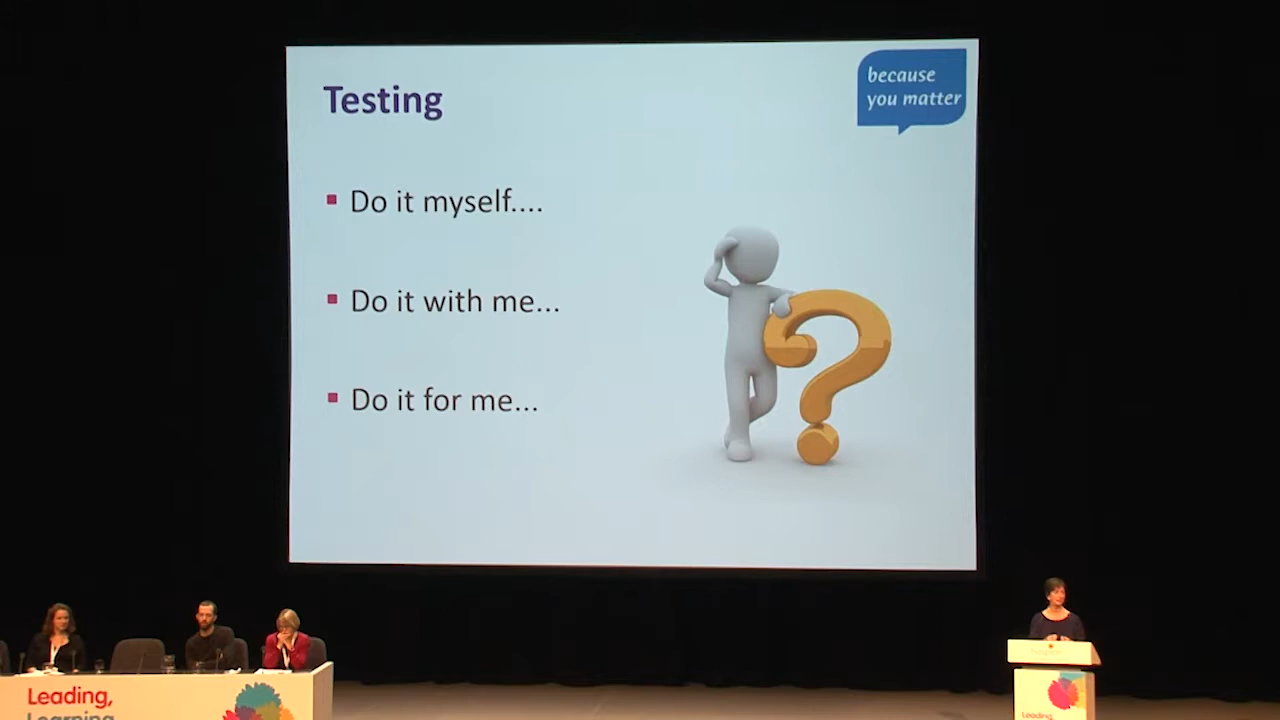 Testing
because
you matter
Do it myself....
Do it with me...
Do it for me...
Leading,
Learning
Leading,